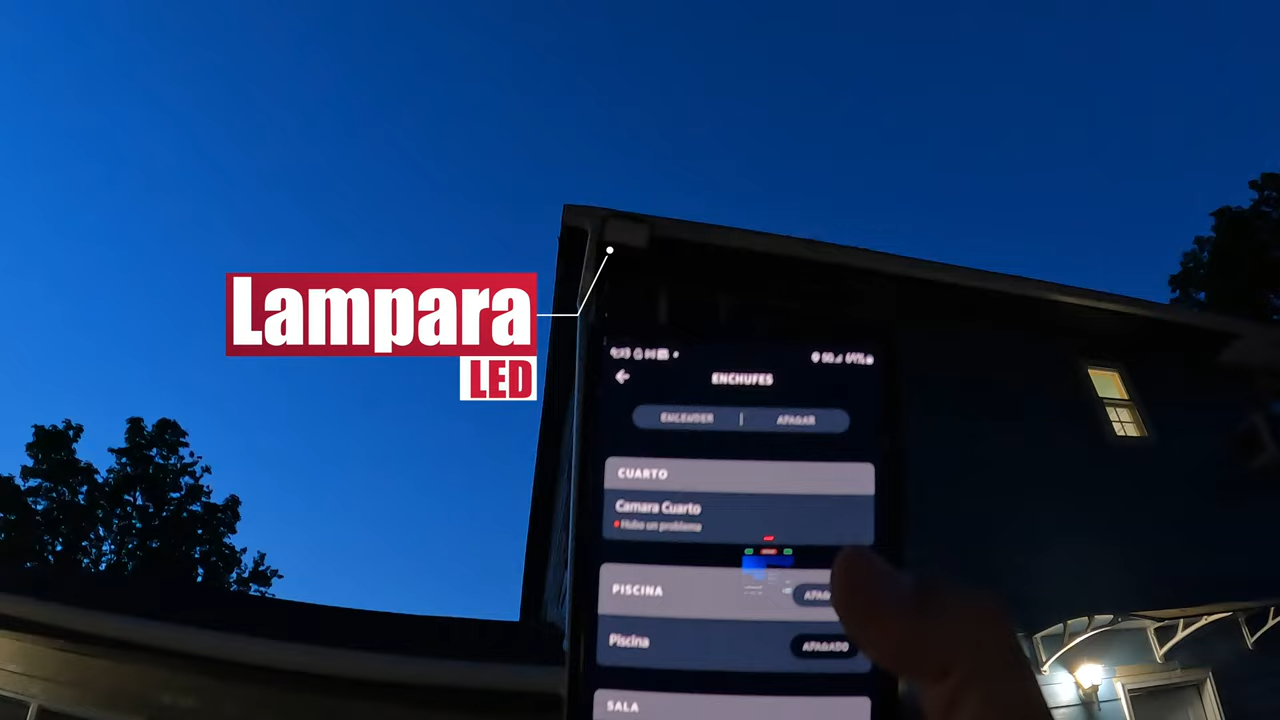 Lampara
LED
ENCHUFES
ENCENDER | APAGAR
CUARTO
Camara Cuarto
Hubo un problema
PISCINA
Piscina
APAGADO
SALA